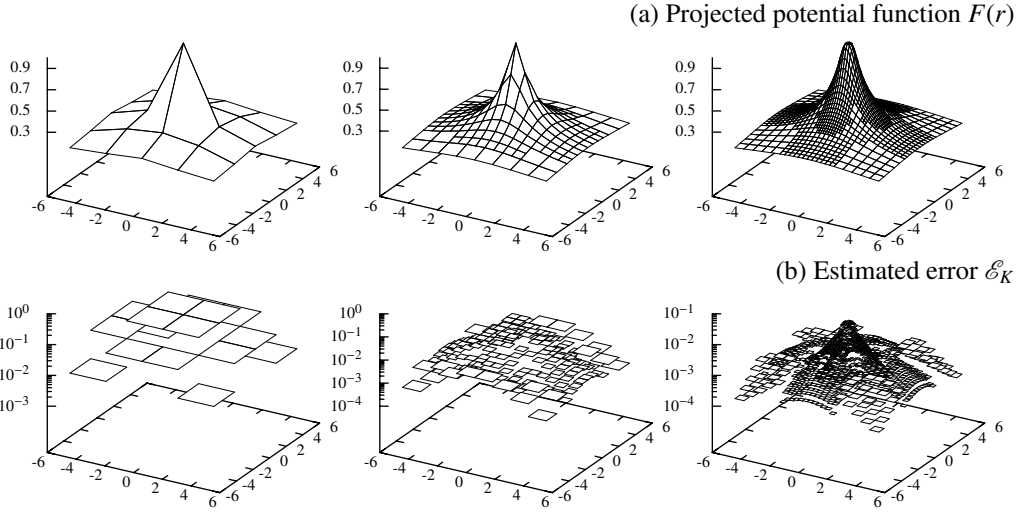 (a) Projected potential function F(r)
0.9 0.9 0.9
0.7 0.7 0.7
0.5 0.5 0.5
0.3 0.3 0.3
6 6 6
4 4 4
2 2 2
0 0 0
-2 -2 -2
-4 -4 -4
-6 -6 -6
-6 -4 -2 0 2 4 6 -6 -4 -2 0 2 4 6 -6 -4 -2 0 2 4 6
(b) Estimated error ℰ_K
10⁰ 10⁰ 10⁻¹
10⁻¹ 10⁻¹ 10⁻²
10⁻² 10⁻² 10⁻³
10⁻³ 10⁻³ 10⁻⁴
10⁻⁴
6 6 6
4 4 4
2 2 2
0 0 0
-2 -2 -2
-4 -4 -4
-6 -6 -6
-6 -4 -2 0 2 4 6 -6 -4 -2 0 2 4 6 -6 -4 -2 0 2 4 6